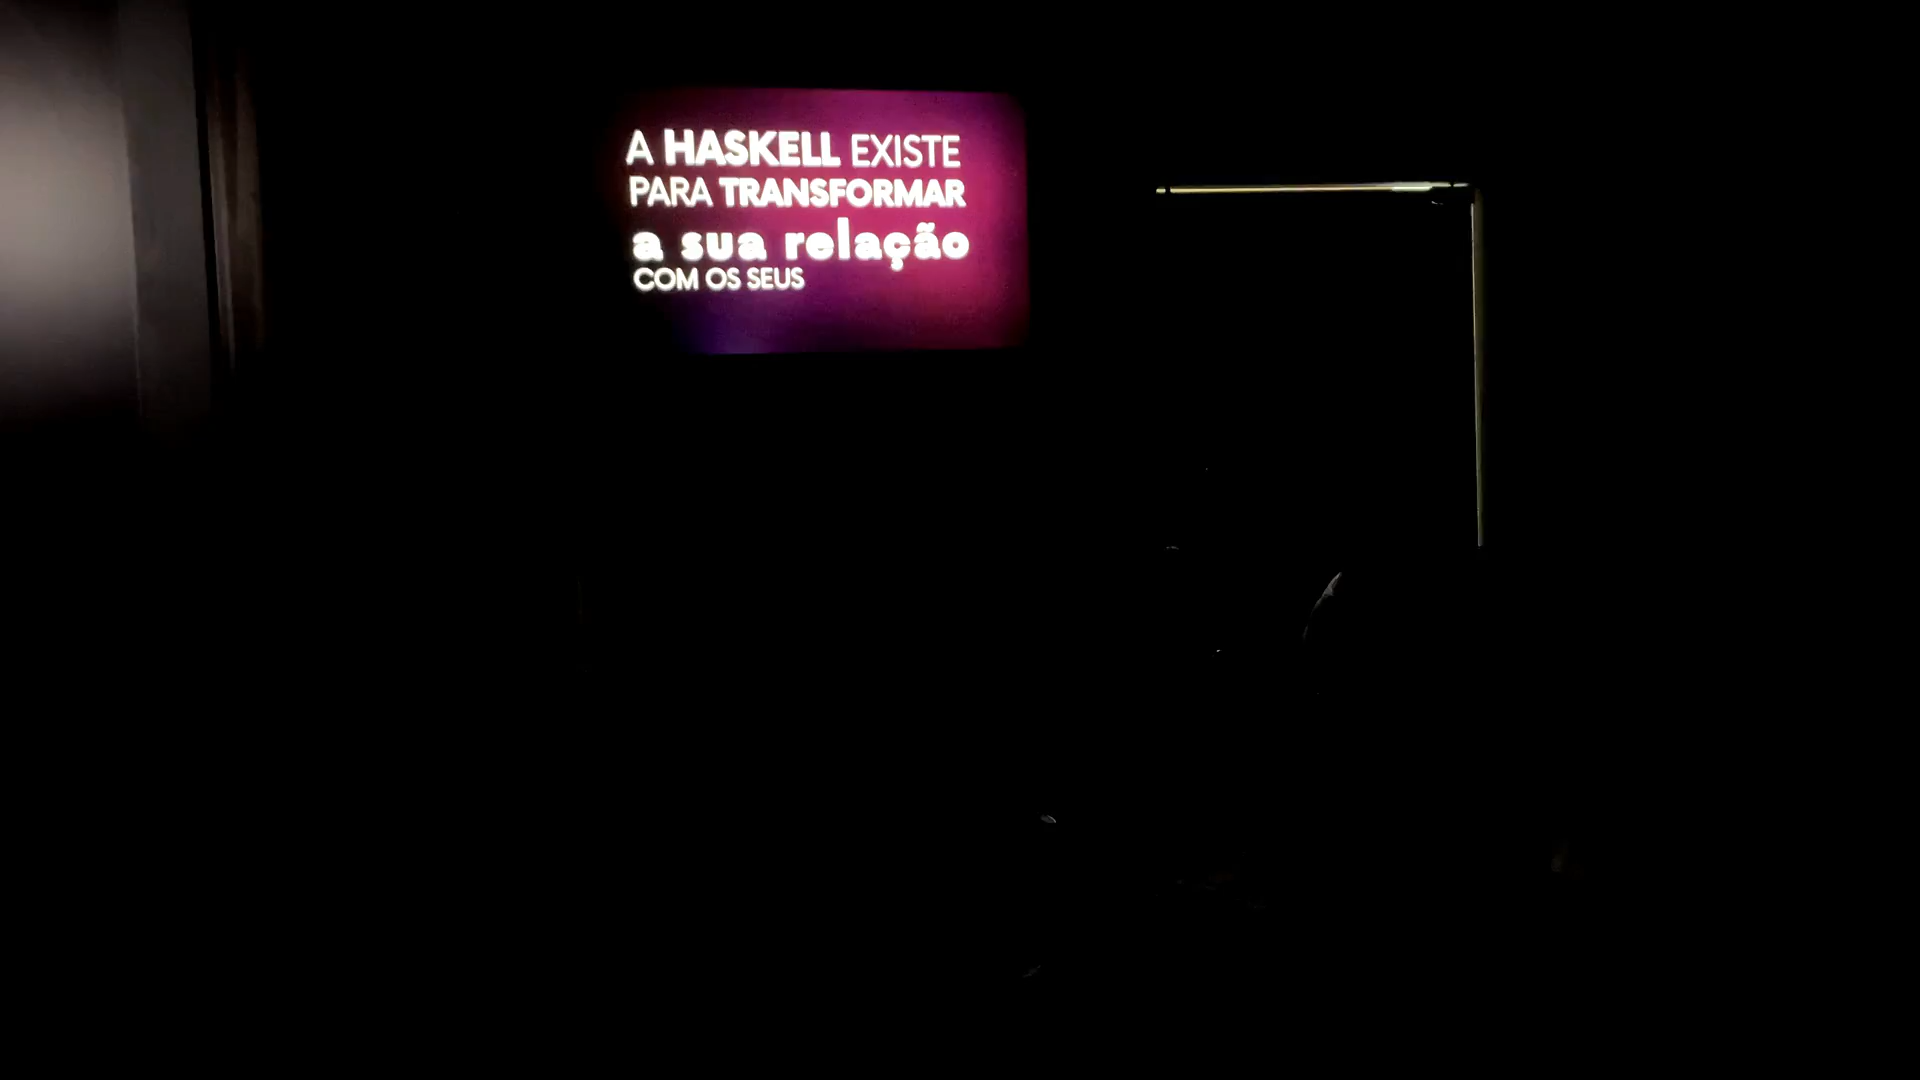 A HASKELL EXISTE
PARA TRANSFORMAR
a sua relação
COM OS SEUS